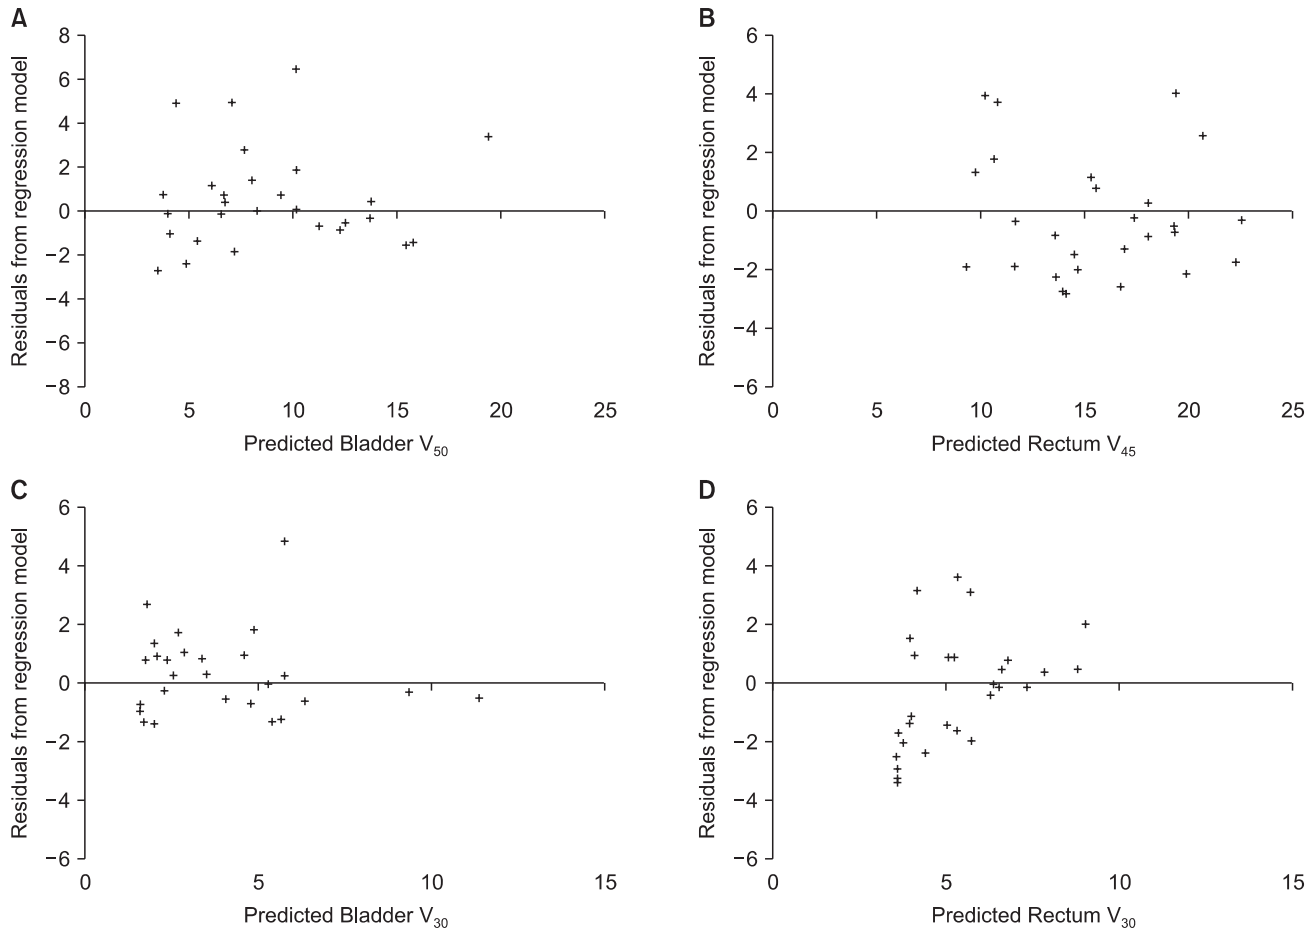 A
Residuals from regression model
8
6
4
2
0
−2
−4
−6
−8
0 5 10 15 20 25
Predicted Bladder V50
B
Residuals from regression model
6
4
2
0
−2
−4
−6
0 5 10 15 20 25
Predicted Rectum V45
C
Residuals from regression model
6
4
2
0
−2
−4
−6
0 5 10 15
Predicted Bladder V30
D
Residuals from regression model
6
4
2
0
−2
−4
−6
0 5 10 15
Predicted Rectum V30